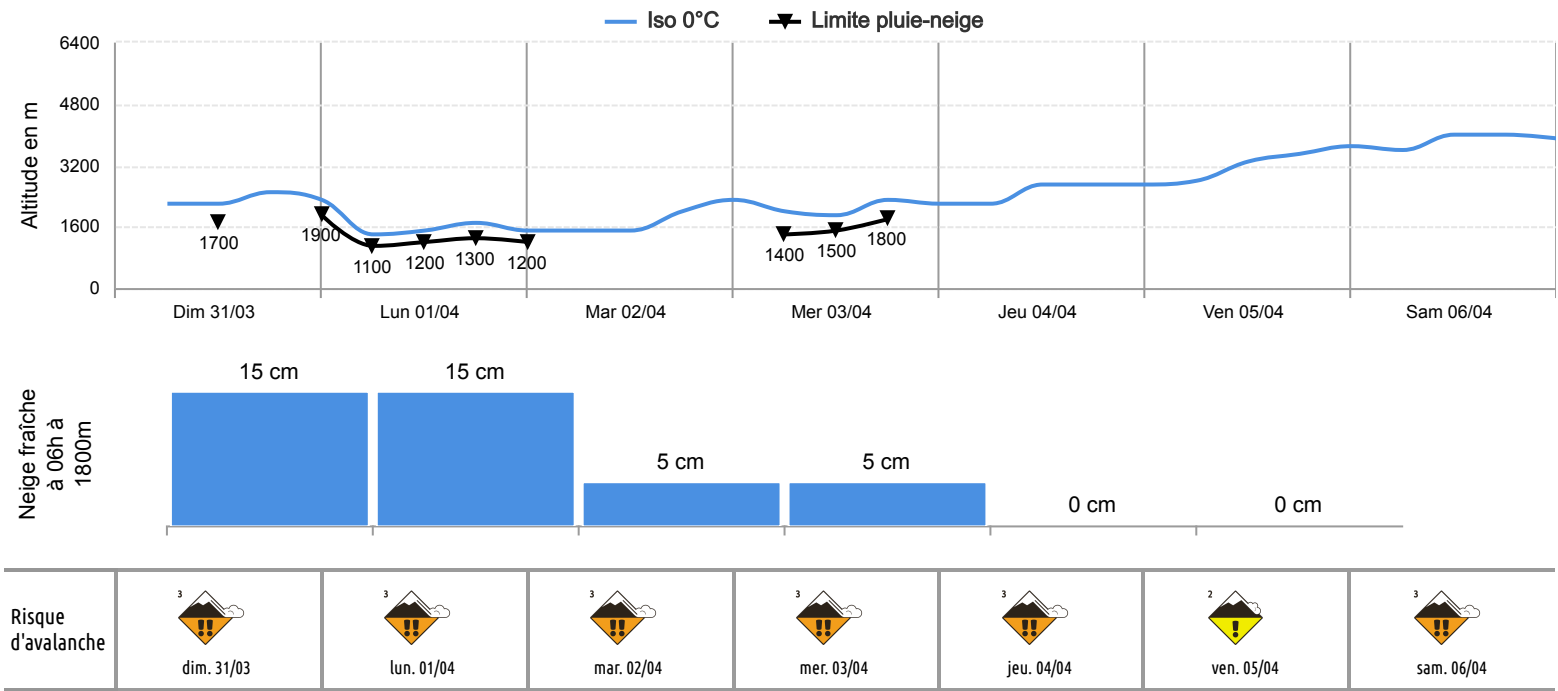 Iso 0°C Limite pluie-neige
Altitude en m
6400
4800
3200
1600
0
1700
1900
1100
1200
1300
1200
1400
1500
1800
Dim 31/03 Lun 01/04 Mar 02/04 Mer 03/04 Jeu 04/04 Ven 05/04 Sam 06/04
Neige fraîche
à 06h à
1800m
15 cm 15 cm 5 cm 5 cm 0 cm 0 cm
Risque
d'avalanche
3 3 3 3 3 2 3
dim. 31/03 lun. 01/04 mar. 02/04 mer. 03/04 jeu. 04/04 ven. 05/04 sam. 06/04